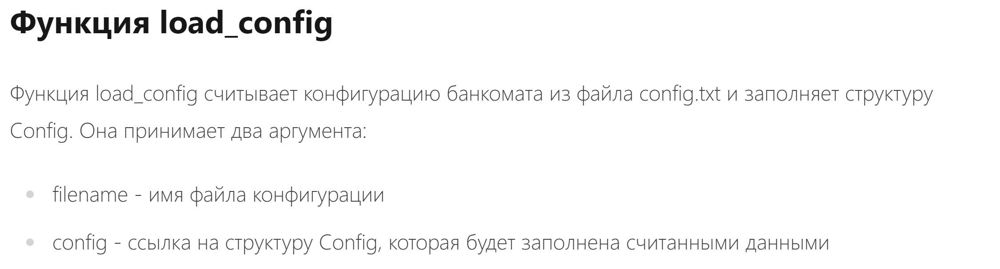 Функция load_config
Функция load_config считывает конфигурацию банкомата из файла config.txt и заполняет структуру
Config. Она принимает два аргумента:
filename - имя файла конфигурации
config - ссылка на структуру Config, которая будет заполнена считанными данными